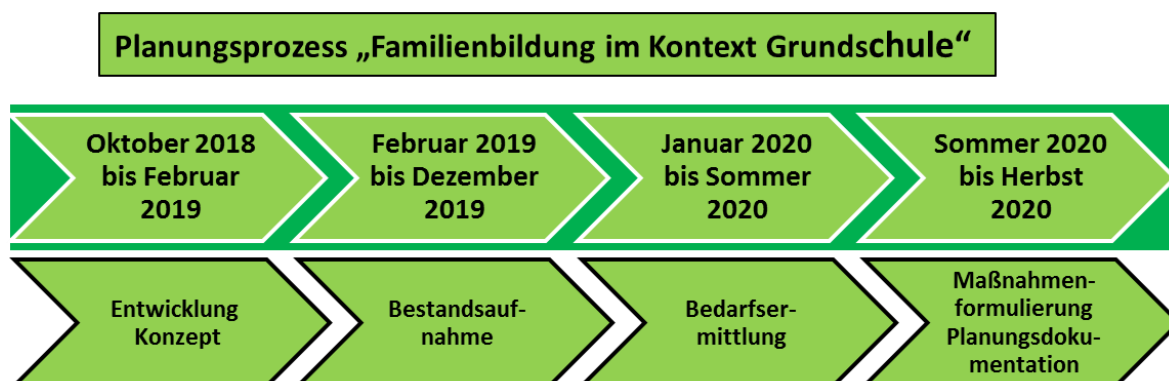 Planungsprozess „Familienbildung im Kontext Grundschule“
Oktober 2018
bis Februar
2019
Februar 2019
bis Dezember
2019
Januar 2020
bis Sommer
2020
Sommer 2020
bis Herbst
2020
Entwicklung
Konzept
Bestandsauf-
nahme
Bedarfser-
mittlung
Maßnahmen-
formulierung
Planungsdoku-
mentation